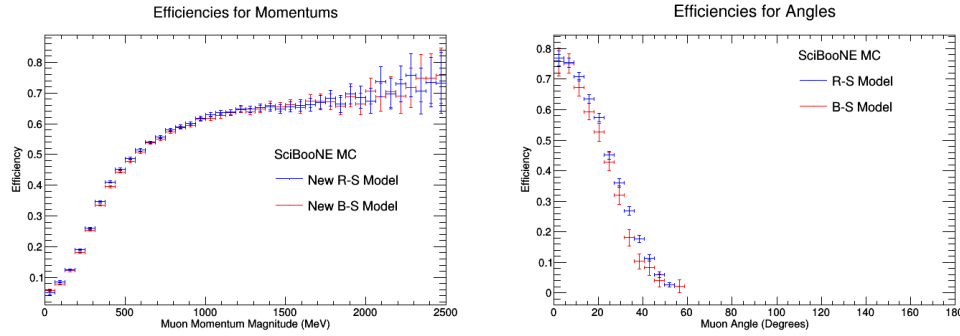 Efficiencies for Momentums
Efficiency
0.8
0.7
0.6
0.5
0.4
0.3
0.2
0.1
SciBooNE MC
New R-S Model
New B-S Model
0 500 1000 1500 2000 2500
Muon Momentum Magnitude (MeV)
Efficiencies for Angles
Efficiency
0.8
0.7
0.6
0.5
0.4
0.3
0.2
0.1
0
SciBooNE MC
R-S Model
B-S Model
0 20 40 60 80 100 120 140 160 180
Muon Angle (Degrees)